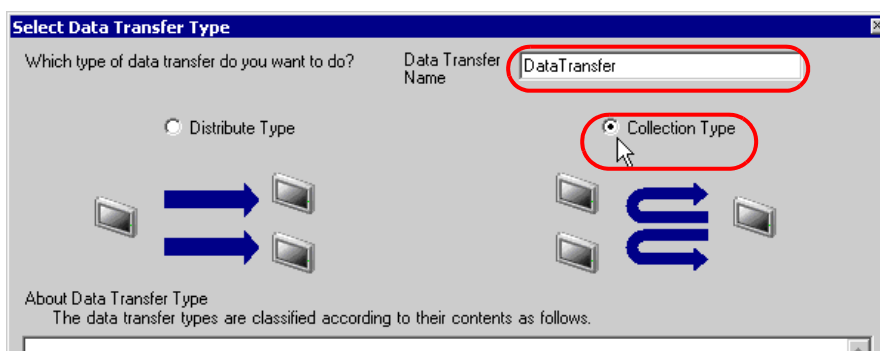 Select Data Transfer Type
Which type of data transfer do you want to do?
Data Transfer
Name
DataTransfer
Distribute Type
Collection Type
About Data Transfer Type
The data transfer types are classified according to their contents as follows.